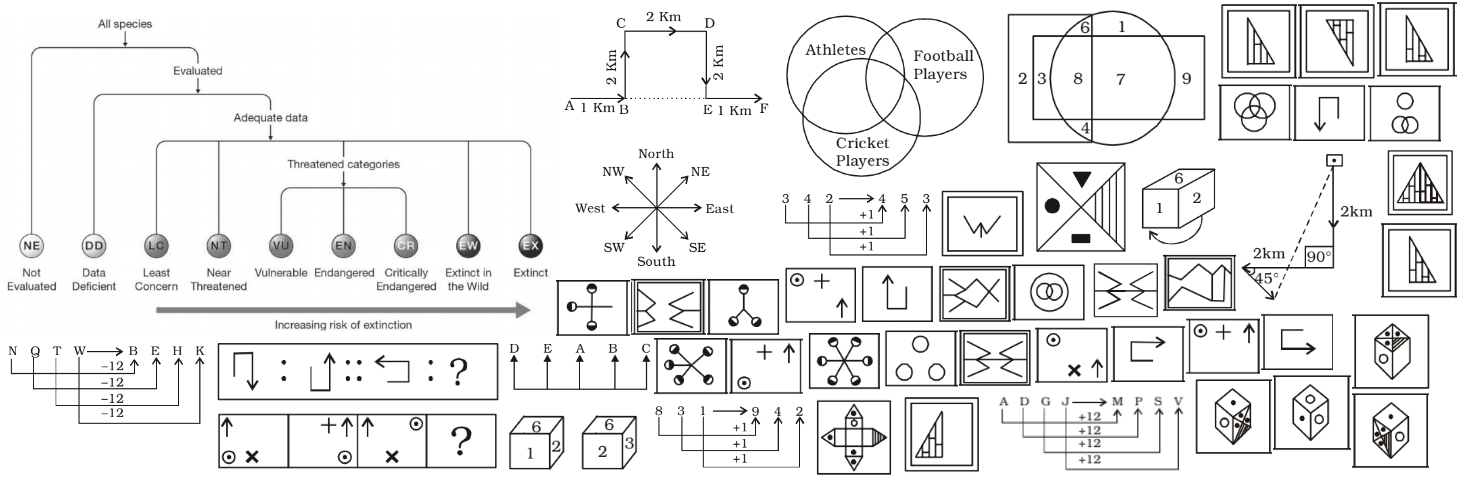 All species
Evaluated
Adequate data
Threatened categories
NE DD LC NT VU EN CR EW EX
Not Evaluated
Data Deficient
Least Concern
Near Threatened
Vulnerable
Endangered
Critically Endangered
Extinct in the Wild
Extinct
Increasing risk of extinction
C 2 Km D
2 Km
2 Km
A 1 Km B E 1 Km F
Athletes
Football
Players
Cricket
Players
6 1
2 3 8 7 9
4
North
NW NE
West East
SW SE
South
3 4 2 4 5 3
+1
+1
+1
6
1 2
2km
2km 90°
45°
N Q T W B E H K
-12
-12
-12
-12
: :: : ?
D E A B C
?
6
1 2
6
2 3
8 3 1 9 4 2
+1
+1
+1
A D G J M P S V
+12
+12
+12
+12